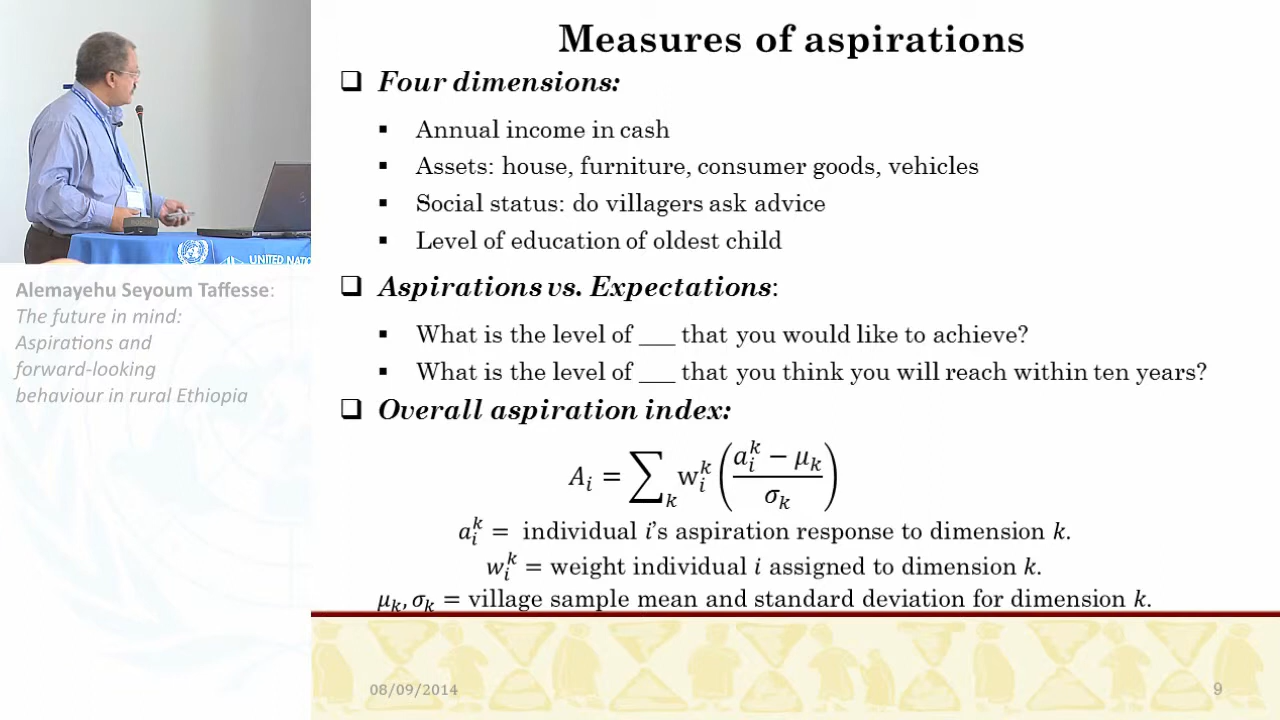 Measures of aspirations
❑ Four dimensions:
▪ Annual income in cash
▪ Assets: house, furniture, consumer goods, vehicles
▪ Social status: do villagers ask advice
▪ Level of education of oldest child
❑ Aspirations vs. Expectations:
▪ What is the level of ___ that you would like to achieve?
▪ What is the level of ___ that you think you will reach within ten years?
❑ Overall aspiration index:
A_i = ∑_k w_i^k ((a_i^k − μ_k)/σ_k)
a_i^k = individual i's aspiration response to dimension k.
w_i^k = weight individual i assigned to dimension k.
μ_k, σ_k = village sample mean and standard deviation for dimension k.
08/09/2014
9
UNITED NATIO
Alemayehu Seyoum Taffesse:
The future in mind:
Aspirations and
forward-looking
behaviour in rural Ethiopia